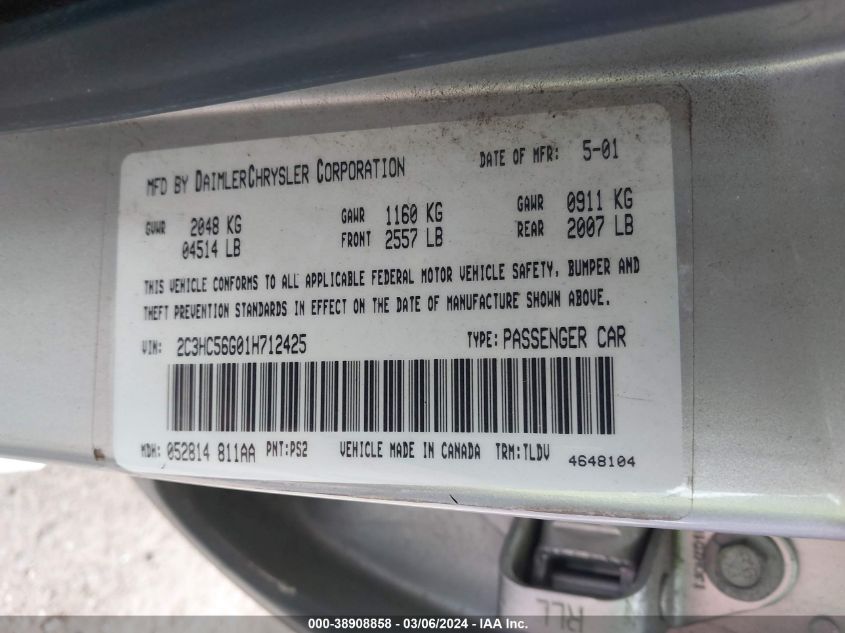 MFD BY DAIMLERCHRYSLER CORPORATION DATE OF MFR: 5-01
GVWR 2048 KG GAWR 1160 KG GAWR 0911 KG
04514 LB FRONT 2557 LB REAR 2007 LB
THIS VEHICLE CONFORMS TO ALL APPLICABLE FEDERAL MOTOR VEHICLE SAFETY, BUMPER AND
THEFT PREVENTION STANDARDS IN EFFECT ON THE DATE OF MANUFACTURE SHOWN ABOVE.
VIN: 2C3HC56G01H712425 TYPE: PASSENGER CAR
MDH: 052814 811AA PNT:PS2 VEHICLE MADE IN CANADA TRM:TLDV 4648104
RLL
000-38908858 - 03/06/2024 - IAA Inc.